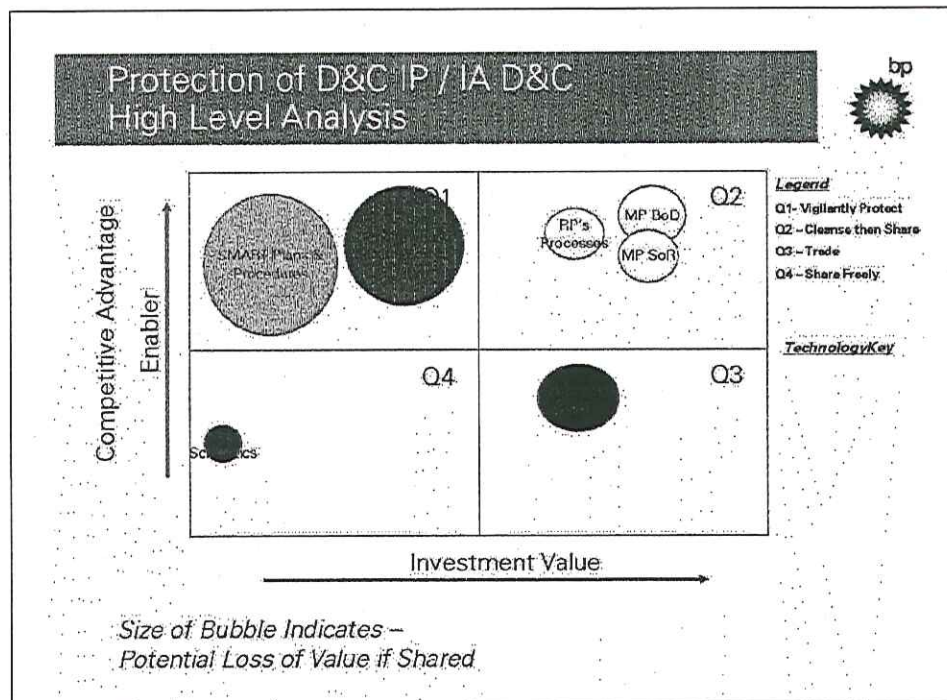 Protection of D&C IP / IA D&C
High Level Analysis
bp
Competitive Advantage
Enabler
Q1
SMART Plans &
Procedures
Q2
RP's
Processes
MP BoD
MP SoR
Q4
Q3
Legend
Q1- Vigilantly Protect
Q2 – Cleanse then Share
Q3 – Trade
Q4 – Share Freely
TechnologyKey
Investment Value
Size of Bubble Indicates –
Potential Loss of Value if Shared